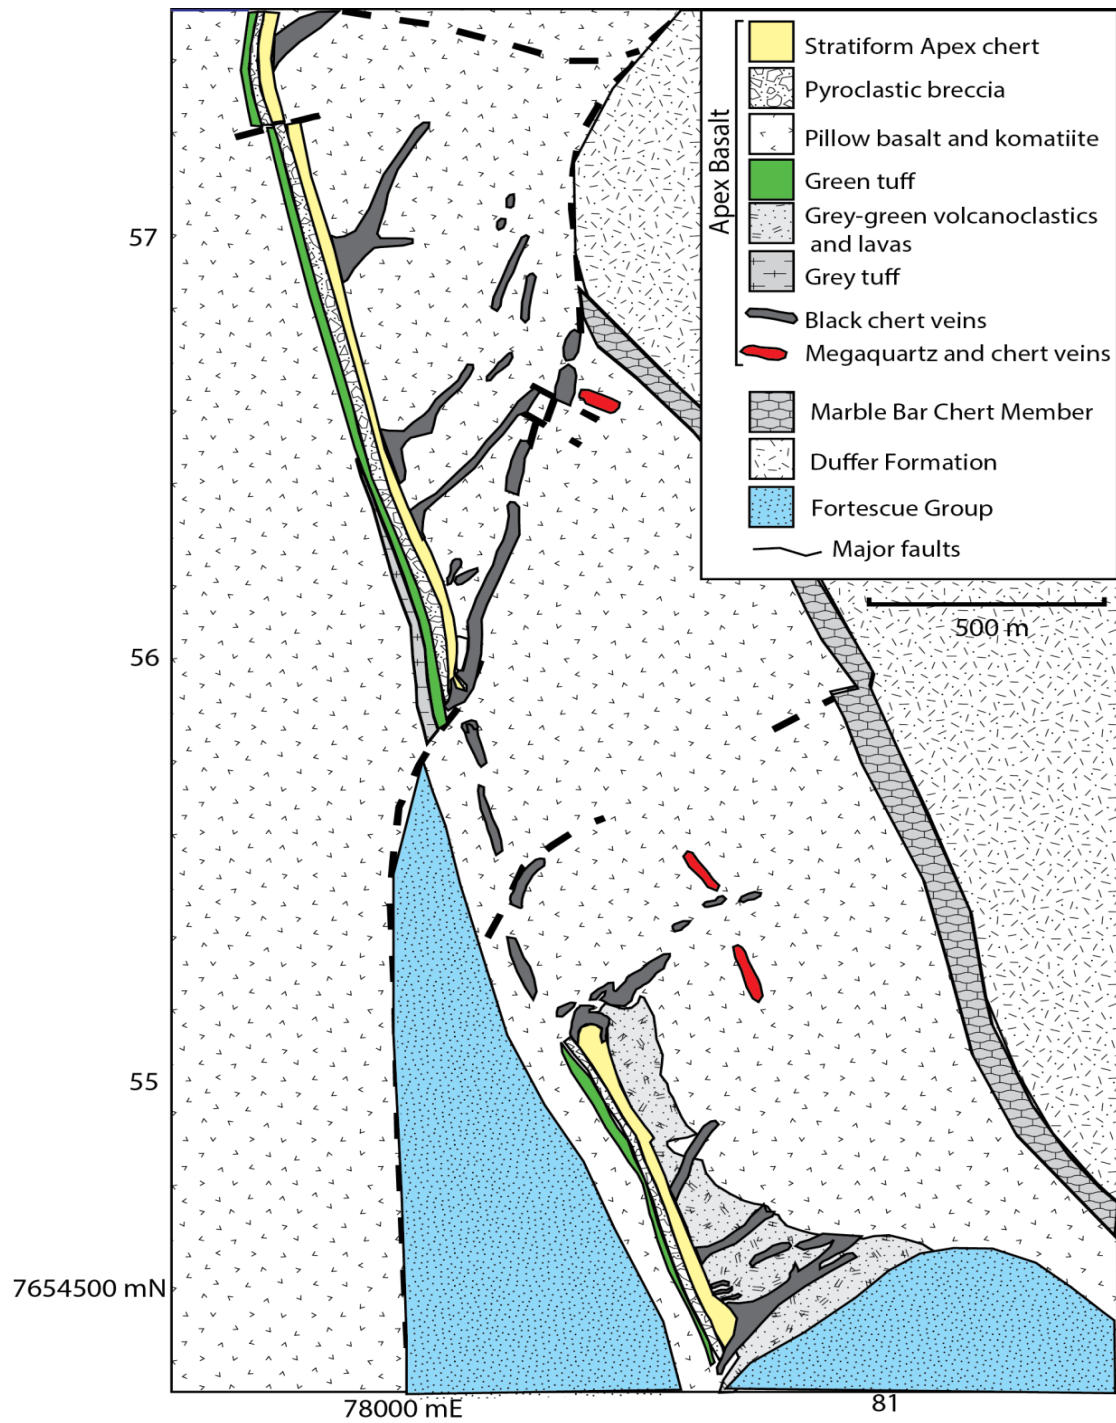 Apex Basalt
Stratiform Apex chert
Pyroclastic breccia
Pillow basalt and komatiite
Green tuff
Grey-green volcanoclastics
and lavas
Grey tuff
Black chert veins
Megaquartz and chert veins
Marble Bar Chert Member
Duffer Formation
Fortescue Group
Major faults
500 m
57
56
55
7654500 mN
78000 mE
81